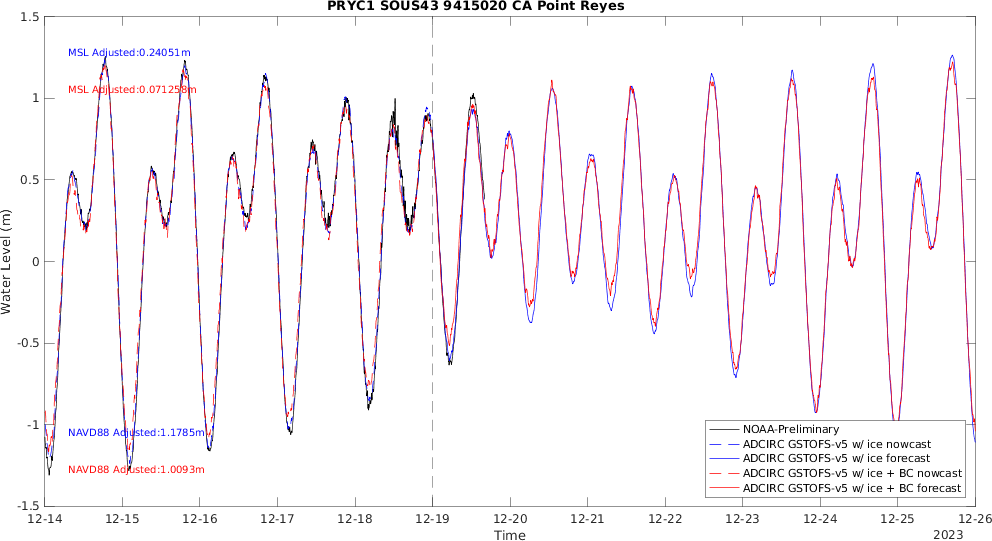 PRYC1 SOUS43 9415020 CA Point Reyes
1.5
1
0.5
0
-0.5
-1
-1.5
Water Level (m)
MSL Adjusted:0.24051m
MSL Adjusted:0.071258m
NAVD88 Adjusted:1.1785m
NAVD88 Adjusted:1.0093m
NOAA-Preliminary
ADCIRC GSTOFS-v5 w/ ice nowcast
ADCIRC GSTOFS-v5 w/ ice forecast
ADCIRC GSTOFS-v5 w/ ice + BC nowcast
ADCIRC GSTOFS-v5 w/ ice + BC forecast
12-14 12-15 12-16 12-17 12-18 12-19 12-20 12-21 12-22 12-23 12-24 12-25 12-26
Time
2023